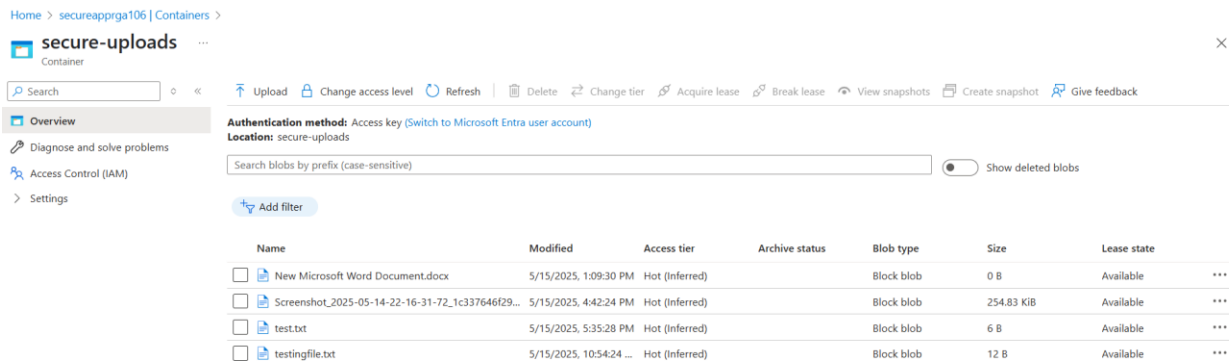 Home > secureapprga106 | Containers >
secure-uploads ...
Container
Search
Upload Change access level Refresh Delete Change tier Acquire lease Break lease View snapshots Create snapshot Give feedback
Overview
Diagnose and solve problems
Access Control (IAM)
Settings
Authentication method: Access key (Switch to Microsoft Entra user account)
Location: secure-uploads
Search blobs by prefix (case-sensitive)
Show deleted blobs
Add filter
Name Modified Access tier Archive status Blob type Size Lease state
New Microsoft Word Document.docx 5/15/2025, 1:09:30 PM Hot (Inferred) Block blob 0 B Available ...
Screenshot_2025-05-14-22-16-31-72_1c337646f29... 5/15/2025, 4:42:24 PM Hot (Inferred) Block blob 254.83 KiB Available ...
test.txt 5/15/2025, 5:35:28 PM Hot (Inferred) Block blob 6 B Available ...
testingfile.txt 5/15/2025, 10:54:24 ... Hot (Inferred) Block blob 12 B Available ...